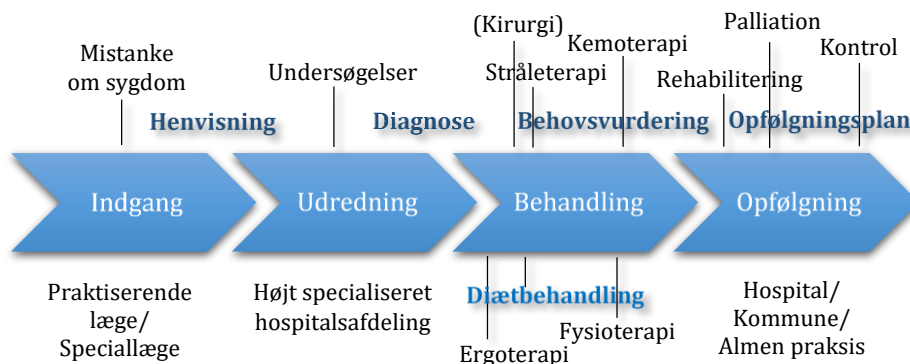 (Kirurgi)
Palliation
Mistanke
om sygdom
Undersøgelser
Kemoterapi
Stråleterapi
Kontrol
Rehabilitering
Henvisning
Diagnose
Behovsvurdering
Opfølgningsplan
Indgang
Udredning
Behandling
Opfølgning
Praktiserende
læge/
Speciallæge
Højt specialiseret
hospitalsafdeling
Diætbehandling
Fysioterapi
Ergoterapi
Hospital/
Kommune/
Almen praksis